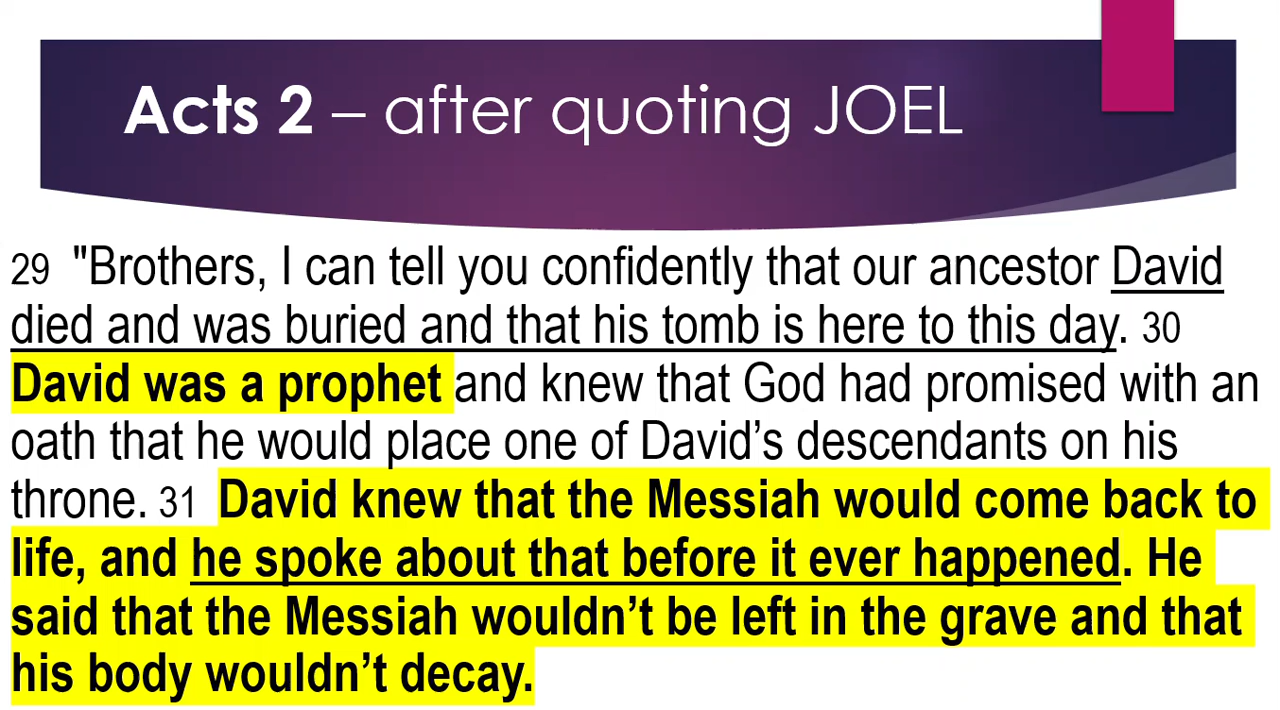 Acts 2 – after quoting JOEL
29 "Brothers, I can tell you confidently that our ancestor David
died and was buried and that his tomb is here to this day. 30
David was a prophet and knew that God had promised with an
oath that he would place one of David’s descendants on his
throne. 31 David knew that the Messiah would come back to
life, and he spoke about that before it ever happened. He
said that the Messiah wouldn’t be left in the grave and that
his body wouldn’t decay.